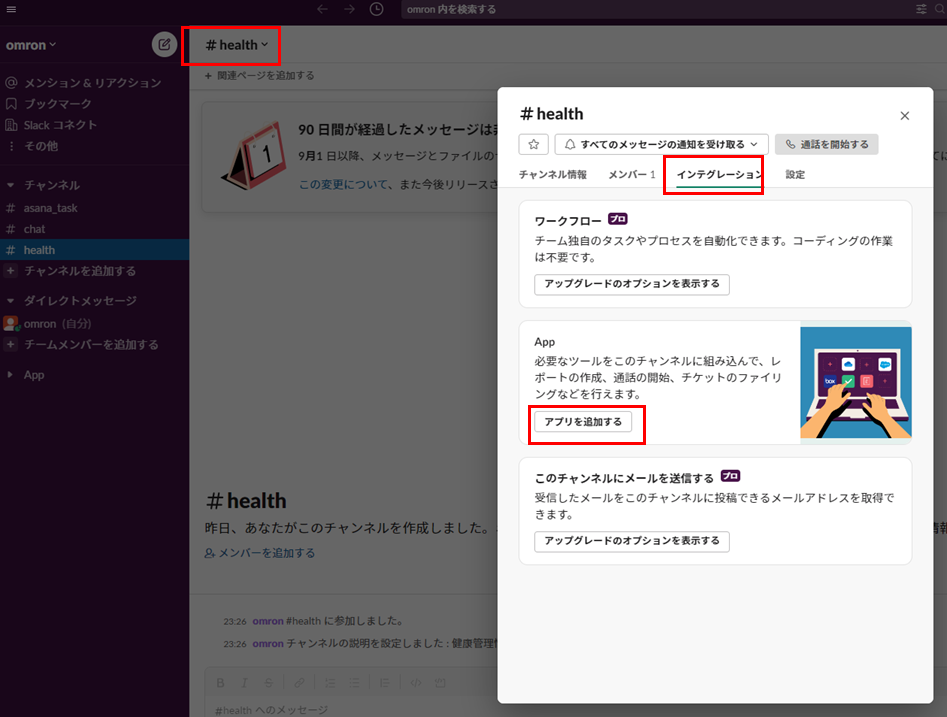 omron 内を検索する
omron
# health
+ 関連ページを追加する
メンション & リアクション
ブックマーク
Slack コネクト
その他
チャンネル
# asana_task
# chat
# health
+ チャンネルを追加する
ダイレクトメッセージ
omron (自分)
+ チームメンバーを追加する
App
1
90 日間が経過したメッセージは
9月1 日以降、メッセージとファイルの
この変更について、また今後リリース
# health
昨日、あなたがこのチャンネルを作成しました。
メンバーを追加する
23:26 omron #health に参加しました。
23:26 omron チャンネルの説明を設定しました : 健康管理
B I S
#health へのメッセージ
# health
すべてのメッセージの通知を受け取る
通話を開始する
チャンネル情報 メンバー 1 インテグレーション 設定
ワークフロー プロ
チーム独自のタスクやプロセスを自動化できます。コーディングの作業
は不要です。
アップグレードのオプションを表示する
App
必要なツールをこのチャンネルに組み込んで、レ
ポートの作成、通話の開始、チケットのファイリ
ングなどを行えます。
アプリを追加する
box
このチャンネルにメールを送信する プロ
受信したメールをこのチャンネルに投稿できるメールアドレスを取得で
きます。
アップグレードのオプションを表示する